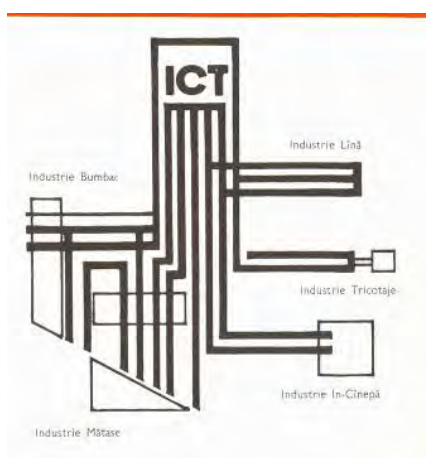 ICT
Industrie Lînă
Industrie Bumbac
Industrie Tricotaje
Industrie In-Cînepă
Industrie Mătase